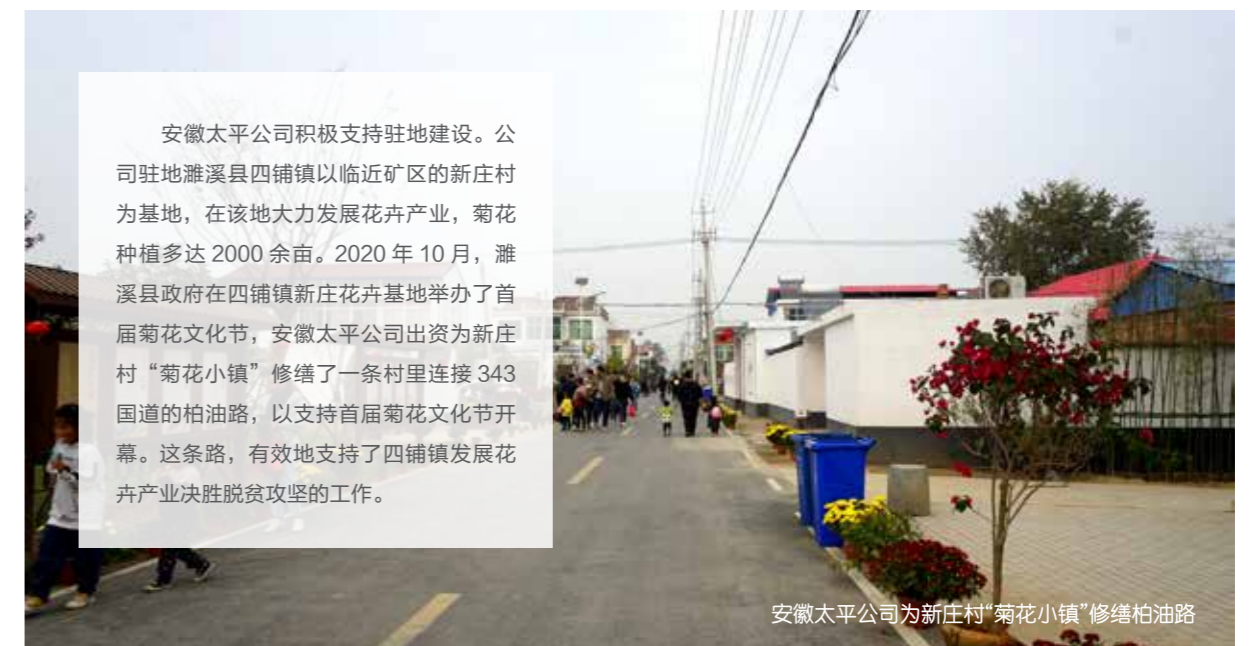 安徽太平公司积极支持驻地建设。公
司驻地濉溪县四铺镇以临近矿区的新庄村
为基地，在该地大力发展花卉产业，菊花
种植多达 2000 余亩。2020 年 10 月，濉
溪县政府在四铺镇新庄花卉基地举办了首
届菊花文化节，安徽太平公司出资为新庄
村“菊花小镇”修缮了一条村里连接 343
国道的柏油路，以支持首届菊花文化节开
幕。这条路，有效地支持了四铺镇发展花
卉产业决胜脱贫攻坚的工作。
安徽太平公司为新庄村“菊花小镇”修缮柏油路